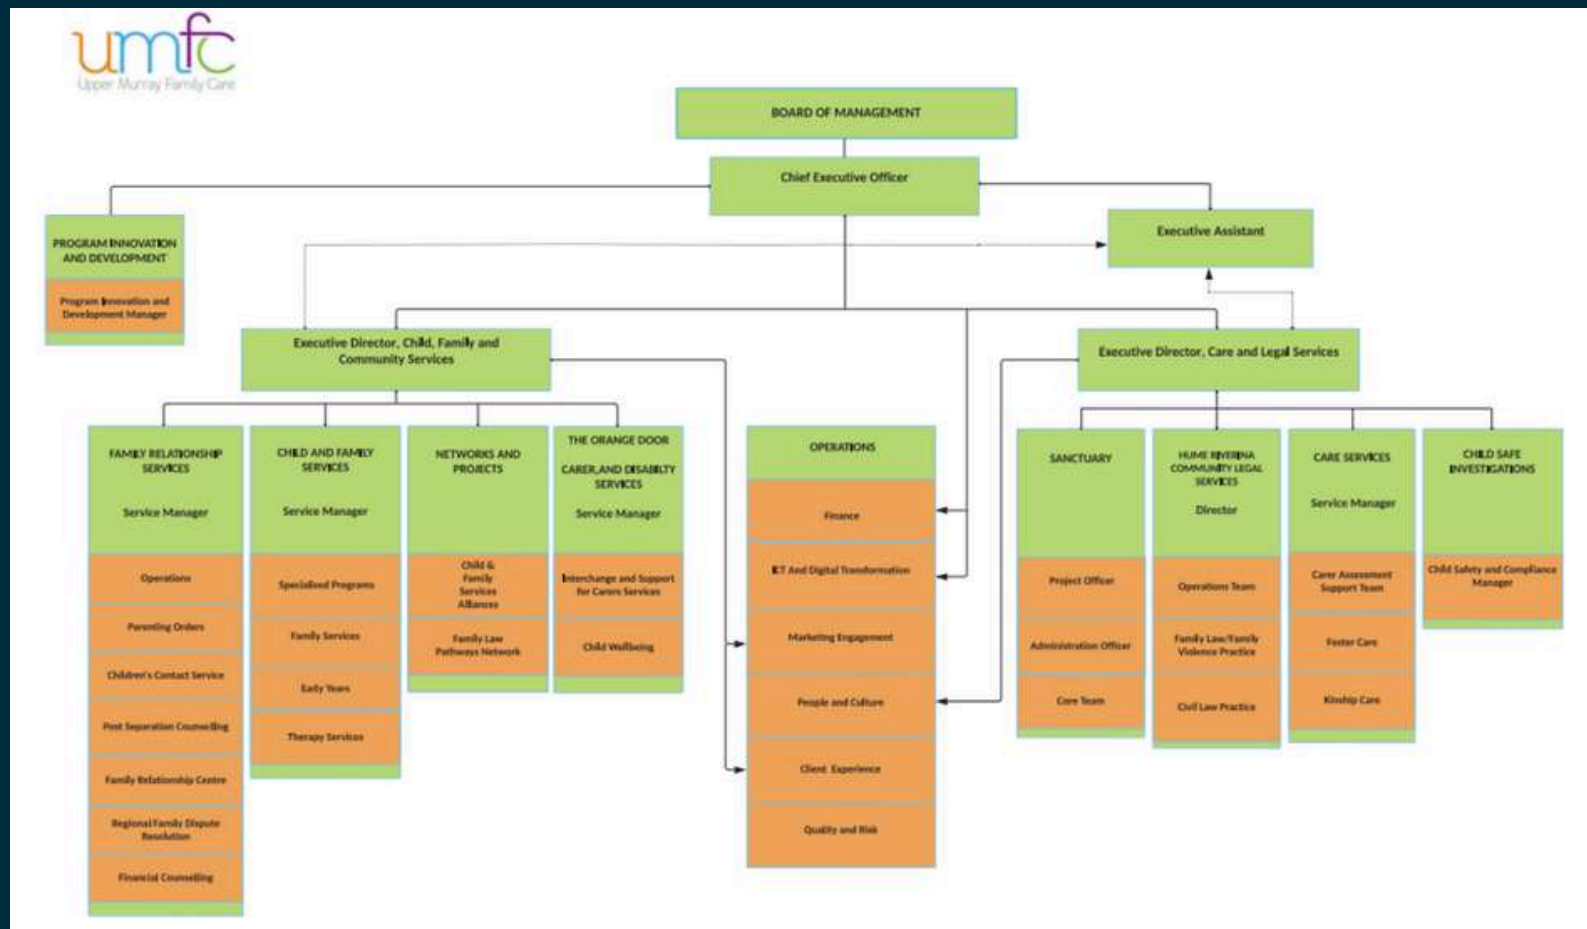 umfc
Upper Murray Family Care
BOARD OF MANAGEMENT
Chief Executive Officer
PROGRAM INNOVATION
AND DEVELOPMENT
Program Innovation and
Development Manager
Executive Assistant
Executive Director, Child, Family and
Community Services
Executive Director, Care and Legal Services
FAMILY RELATIONSHIP
SERVICES
Service Manager
Operations
Parenting Orders
Children's Contact Service
Post Separation Counselling
Family Relationship Centre
Regional Family Dispute
Resolution
Financial Counselling
CHILD AND FAMILY
SERVICES
Service Manager
Specialised Programs
Family Services
Early Years
Therapy Services
NETWORKS AND
PROJECTS
Child &
Family
Services
Alliances
Family Law
Pathways Network
THE ORANGE DOOR
CARER,AND DISABILTY
SERVICES
Service Manager
Interchange and Support
for Carers Services
Child Wellbeing
OPERATIONS
Finance
ICT And Digital Transformation
Marketing Engagement
People and Culture
Client Experience
Quality and Risk
SANCTUARY
Project Officer
Administration Officer
Core Team
HUME RIVERINA
COMMUNITY LEGAL
SERVICES
Director
Operations Team
Family Law/Family
Violence Practice
Civil Law Practice
CARE SERVICES
Service Manager
Carer Assessment
Support Team
Foster Care
Kinship Care
CHILD SAFE
INVESTIGATIONS
Child Safety and Compliance
Manager